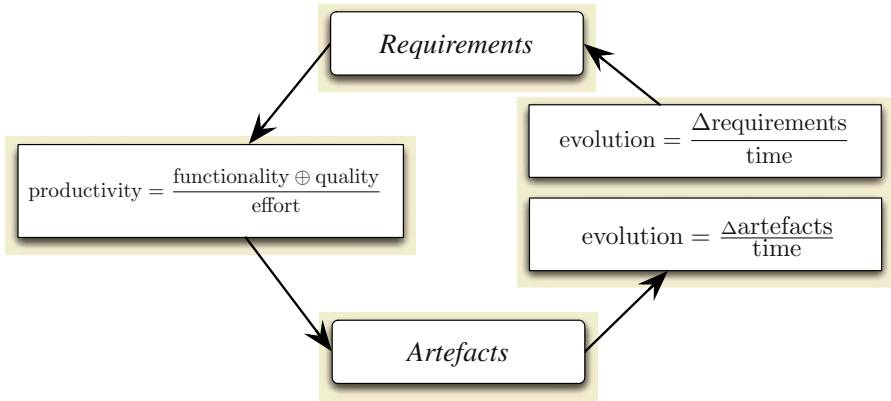 Requirements
evolution = Δrequirements / time
productivity = functionality ⊕ quality / effort
evolution = Δartefacts / time
Artefacts